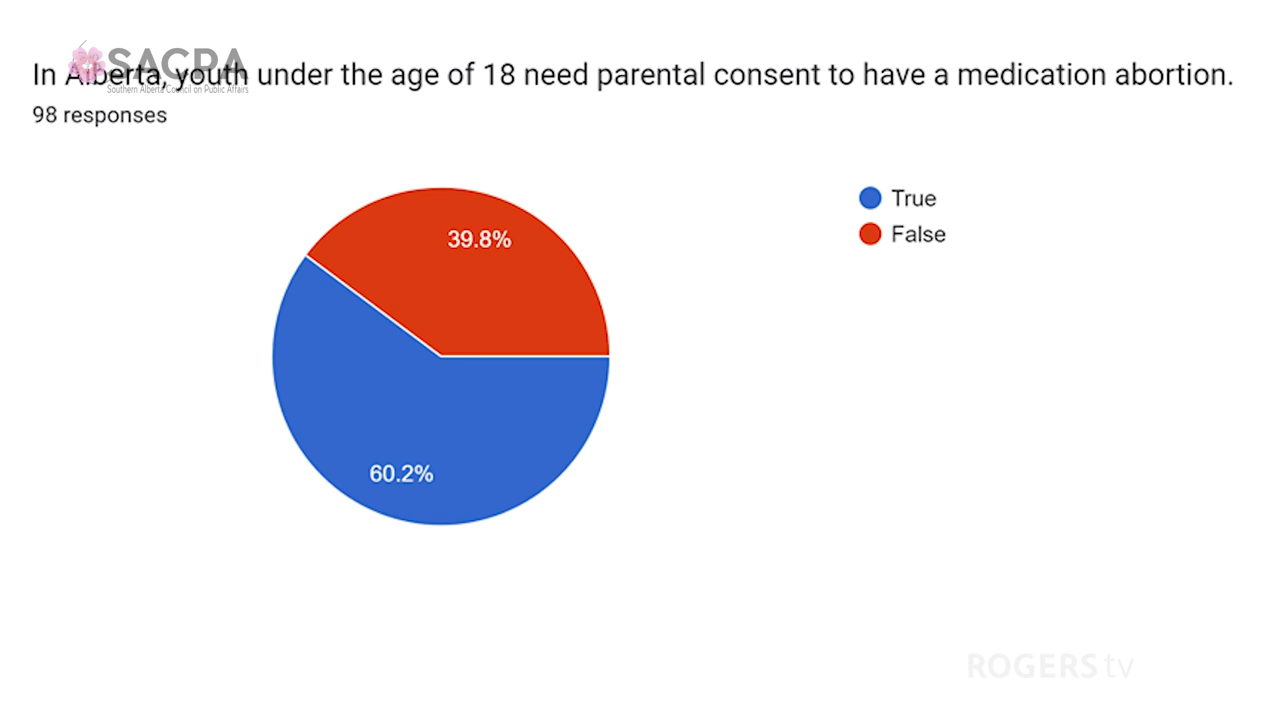 SACPA
Southern Alberta Council on Public Affairs
In Alberta, youth under the age of 18 need parental consent to have a medication abortion.
98 responses
True
False
39.8%
60.2%
ROGERS tv